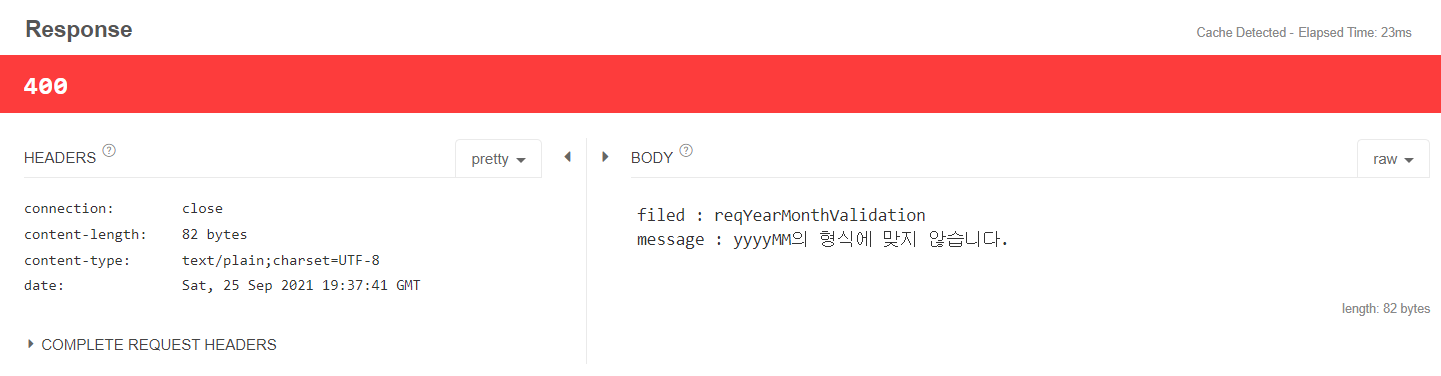 Response
Cache Detected - Elapsed Time: 23ms
400
HEADERS ?
pretty
BODY ?
raw
connection: close
content-length: 82 bytes
content-type: text/plain;charset=UTF-8
date: Sat, 25 Sep 2021 19:37:41 GMT
filed : reqYearMonthValidation
message : yyyyMM의 형식에 맞지 않습니다.
length: 82 bytes
COMPLETE REQUEST HEADERS